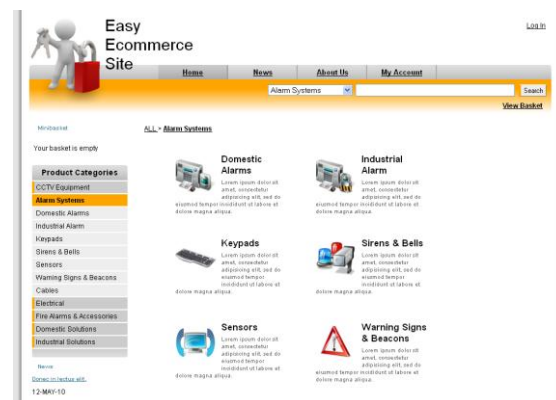 Easy
Ecommerce
Site
Log In
Home
News
About Us
My Account
Alarm Systems
Search
View Basket
Minibasket
ALL > Alarm Systems
Your basket is empty
Product Categories
CCTV Equipment
Alarm Systems
Domestic Alarms
Industrial Alarm
Keypads
Sirens & Bells
Sensors
Warning Signs & Beacons
Cables
Electrical
Fire Alarms & Accessories
Domestic Solutions
Industrial Solutions
News
Donec in lectus elit.
12-MAY-10
Domestic
Alarms
Lorem ipsum dolor sit
amet, consectetur
adipisicing elit, sed do
eiusmod tempor incididunt ut labore et
dolore magna aliqua.
Industrial
Alarm
Lorem ipsum dolor sit
amet, consectetur
adipisicing elit, sed do
eiusmod tempor incididunt ut labore et
dolore magna aliqua.
Keypads
Lorem ipsum dolor sit
amet, consectetur
adipisicing elit, sed do
eiusmod tempor
incididunt ut labore et
dolore magna aliqua.
Sirens & Bells
Lorem ipsum dolor sit
amet, consectetur
adipisicing elit, sed do
eiusmod tempor
incididunt ut labore et
dolore magna aliqua.
Sensors
Lorem ipsum dolor sit
amet, consectetur
adipisicing elit, sed do
eiusmod tempor
incididunt ut labore et
dolore magna aliqua.
Warning Signs
& Beacons
Lorem ipsum dolor sit
amet, consectetur
adipisicing elit, sed do
eiusmod tempor incididunt ut labore et
dolore magna aliqua.